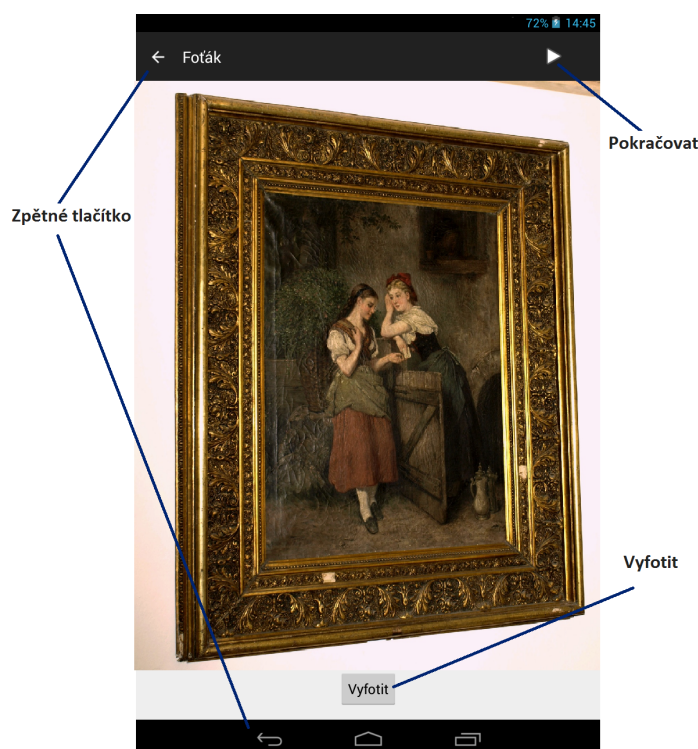 72% 14:45
Foťák
Pokračovat
Zpětné tlačítko
Vyfotit
Vyfotit